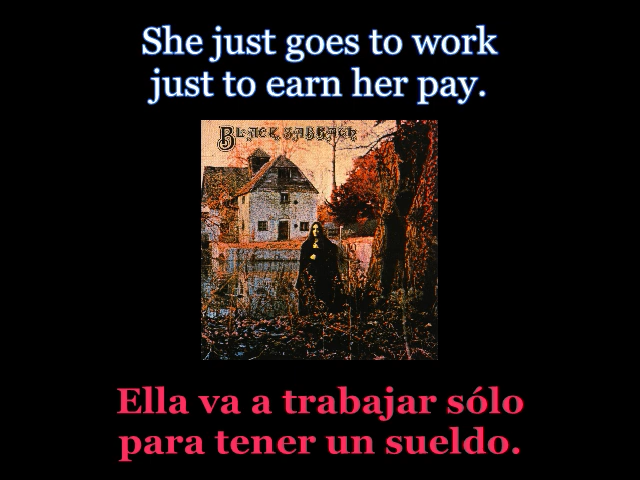 She just goes to work
just to earn her pay.
Black Sabbath
Ella va a trabajar sólo
para tener un sueldo.